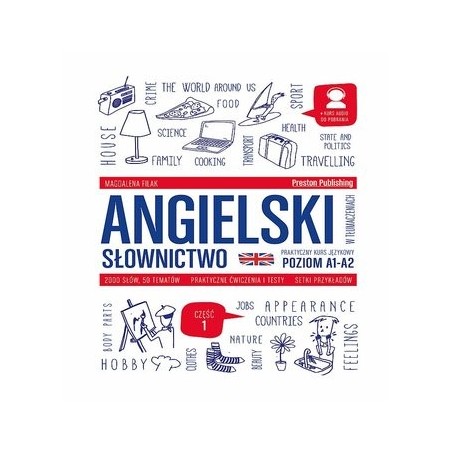 CRIME
THE WORLD AROUND US
SPORT
FOOD
+ KURS AUDIO
DO POBRANIA
HOUSE
SCIENCE
HEALTH
STATE AND
POLITICS
FAMILY
COOKING
TRANSPORT
TRAVELLING
MAGDALENA FILAK
Preston Publishing
ANGIELSKI
W TŁUMACZENIACH
SŁOWNICTWO
PRAKTYCZNY KURS JĘZYKOWY
POZIOM A1-A2
2000 SŁÓW, 50 TEMATÓW
PRAKTYCZNE ĆWICZENIA I TESTY
SETKI PRZYKŁADÓW
BODY PARTS
CZĘŚĆ
1
JOBS
APPEARANCE
COUNTRIES
NATURE
HOBBY
CLOTHES
BEAUTY
FEELINGS